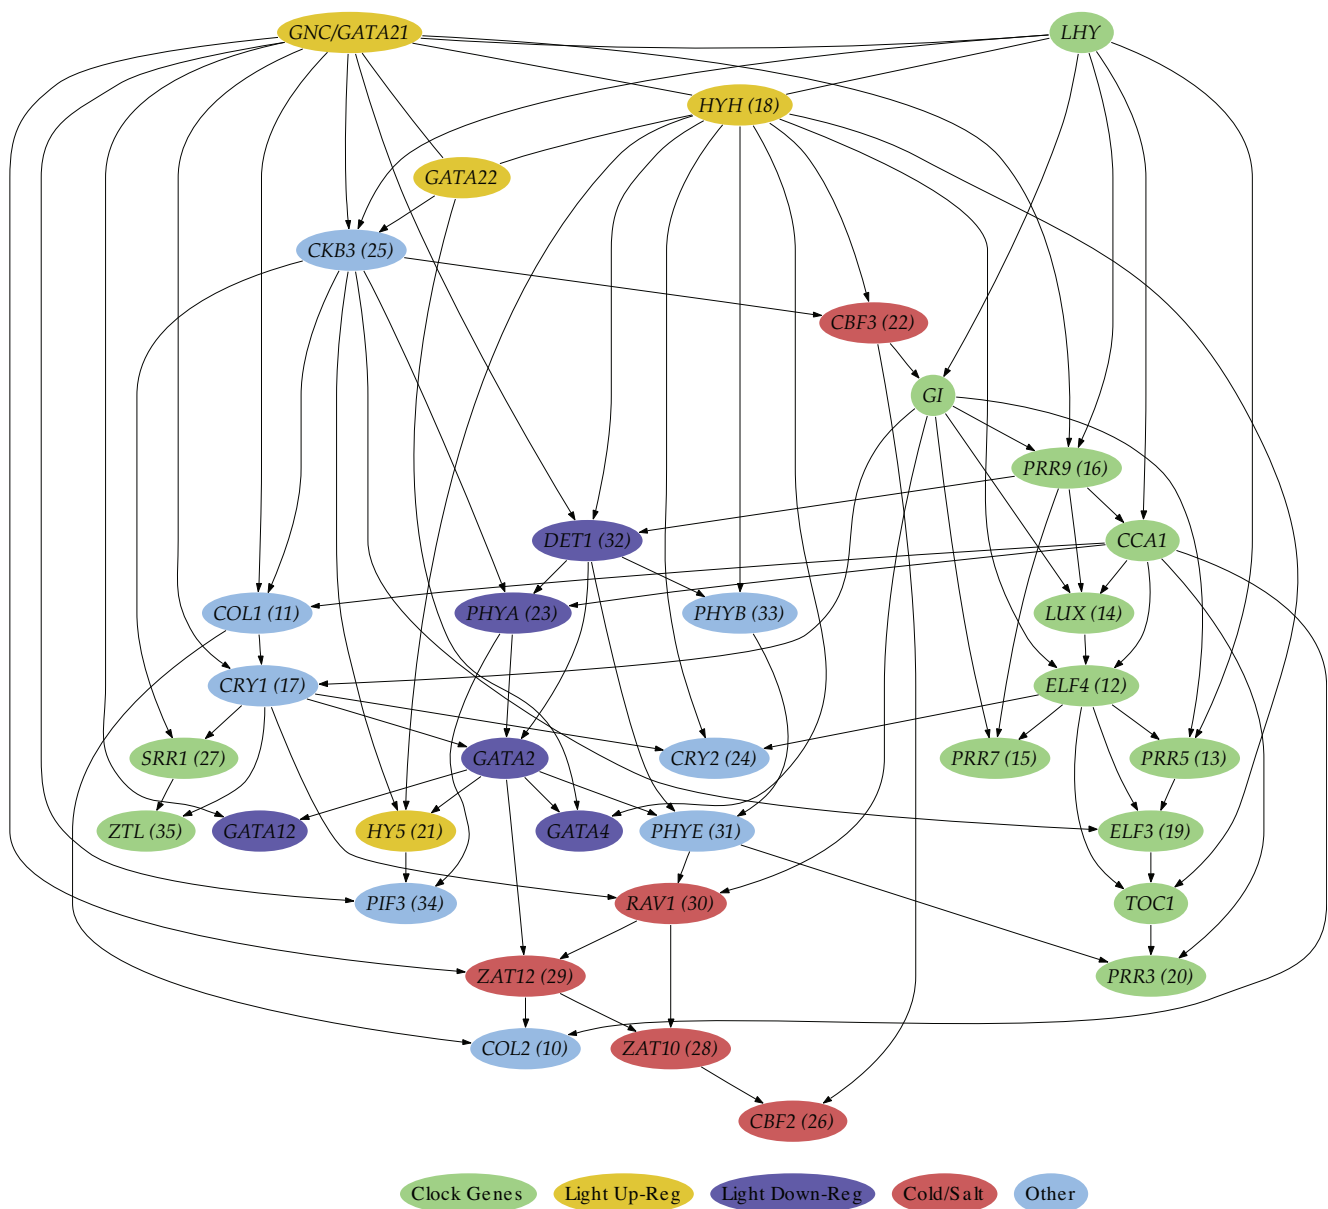 GNC/GATA21
LHY
HYH (18)
GATA22
CKB3 (25)
CBF3 (22)
GI
PRR9 (16)
DET1 (32)
CCA1
COL1 (11)
PHYA (23)
PHYB (33)
LUX (14)
CRY1 (17)
ELF4 (12)
SRR1 (27)
GATA2
CRY2 (24)
PRR7 (15)
PRR5 (13)
ZTL (35)
GATA12
HY5 (21)
GATA4
PHYE (31)
ELF3 (19)
PIF3 (34)
RAV1 (30)
TOC1
ZAT12 (29)
PRR3 (20)
COL2 (10)
ZAT10 (28)
CBF2 (26)
Clock Genes
Light Up-Reg
Light Down-Reg
Cold/Salt
Other